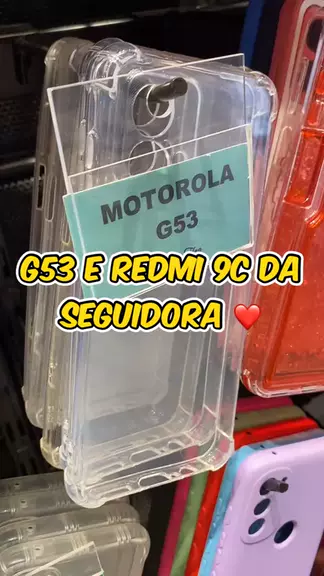 MOTOROLA
G53
G53 E REDMI 9C DA
SEGUIDORA ❤️